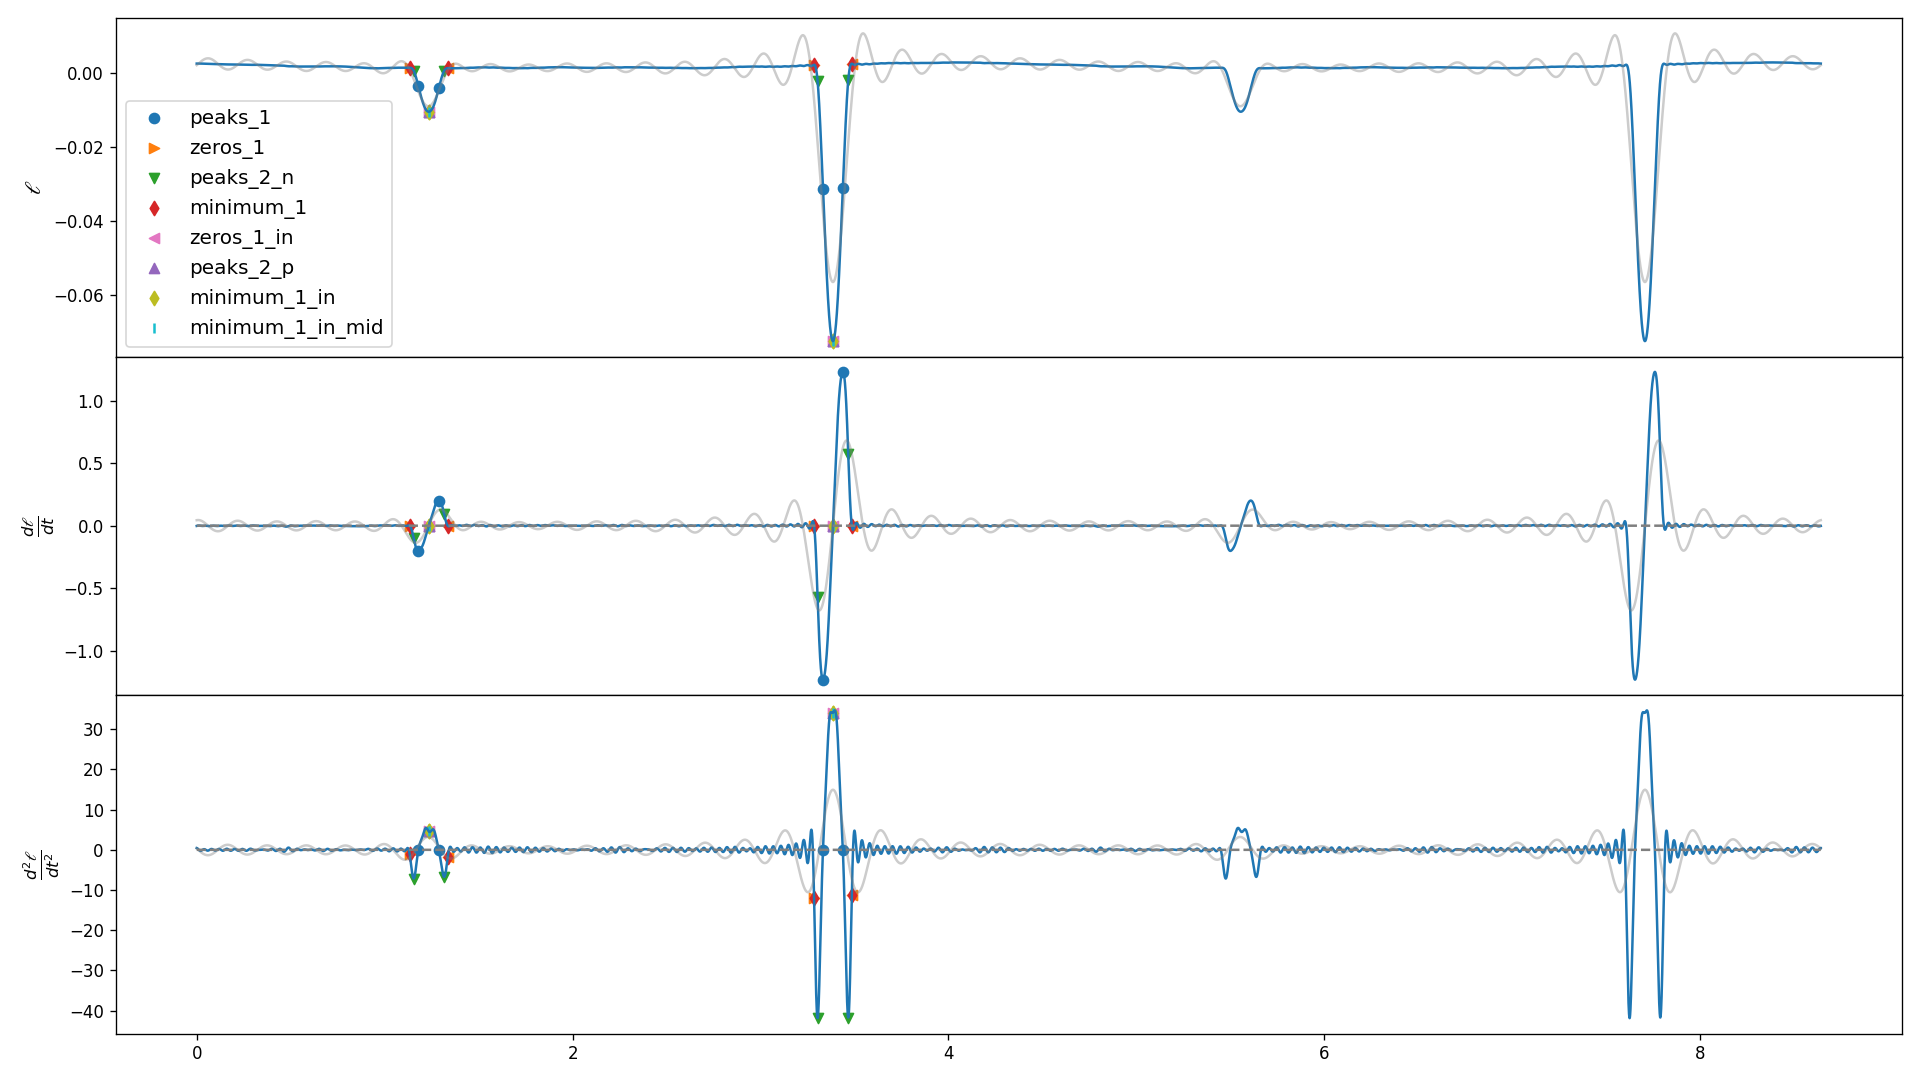 0.00
−0.02
−0.04
−0.06
ℓ
peaks_1
zeros_1
peaks_2_n
minimum_1
zeros_1_in
peaks_2_p
minimum_1_in
minimum_1_in_mid
1.0
0.5
0.0
−0.5
−1.0
dℓ
dt
30
20
10
0
−10
−20
−30
−40
d²ℓ
dt²
0 2 4 6 8